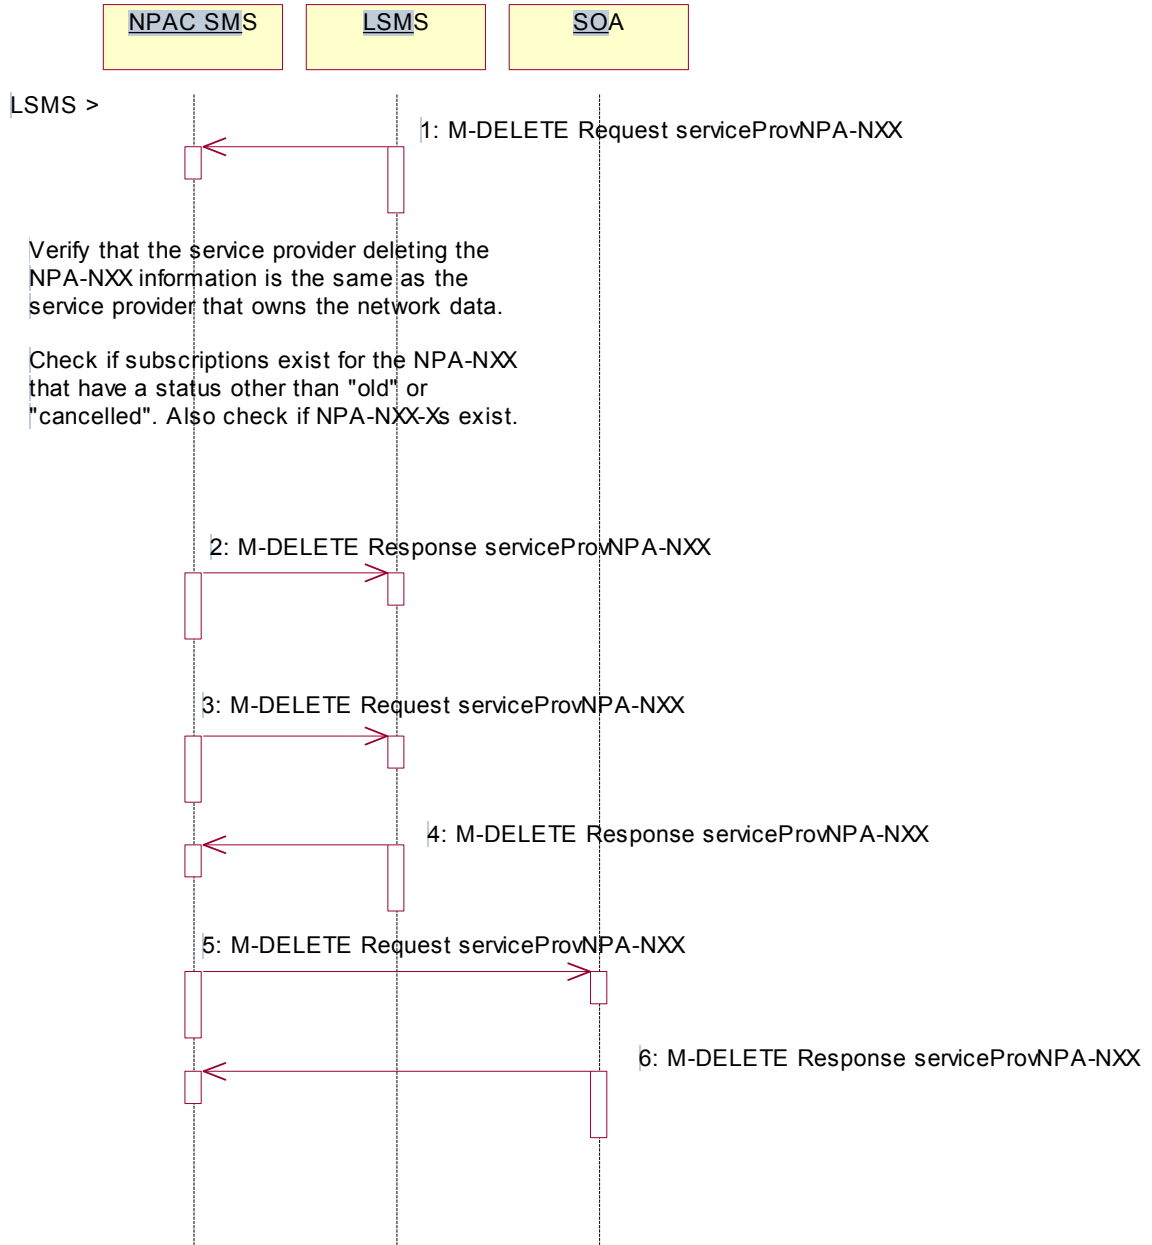 NPAC SMS
LSMS
SOA
LSMS >
1: M-DELETE Request serviceProvNPA-NXX
Verify that the service provider deleting the
NPA-NXX information is the same as the
service provider that owns the network data.
Check if subscriptions exist for the NPA-NXX
that have a status other than "old" or
"cancelled". Also check if NPA-NXX-Xs exist.
2: M-DELETE Response serviceProvNPA-NXX
3: M-DELETE Request serviceProvNPA-NXX
4: M-DELETE Response serviceProvNPA-NXX
5: M-DELETE Request serviceProvNPA-NXX
6: M-DELETE Response serviceProvNPA-NXX